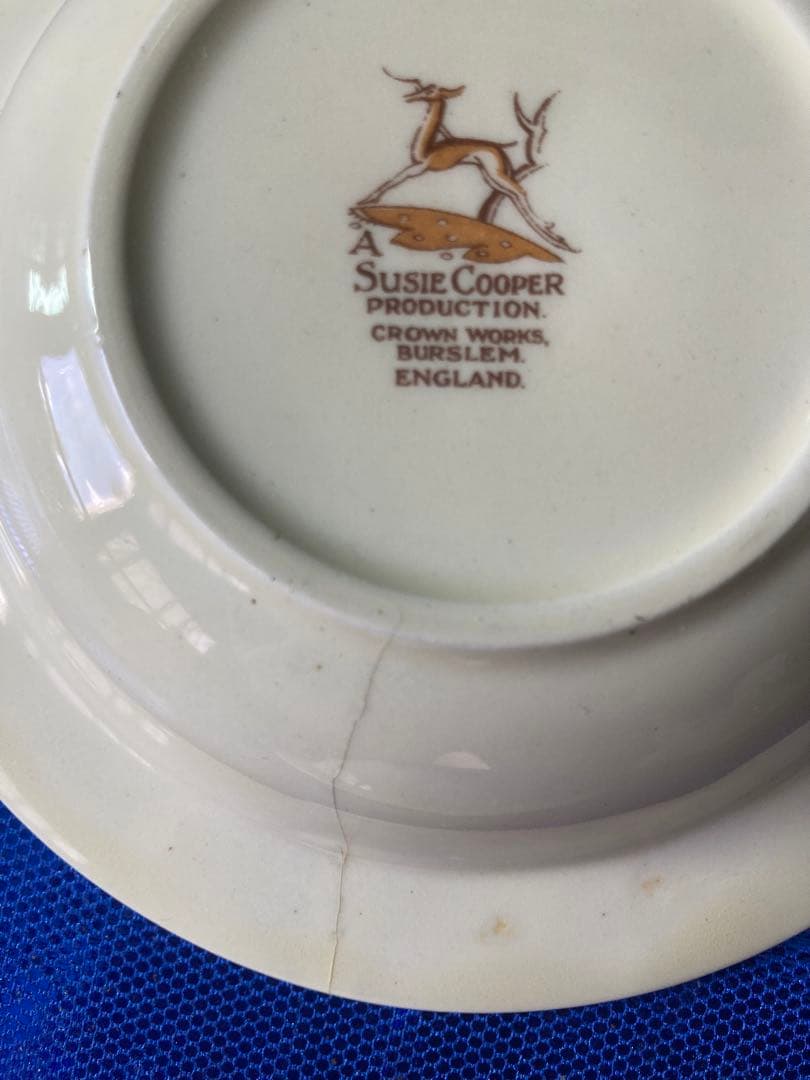 A
SUSIE COOPER
PRODUCTION.
CROWN WORKS,
BURSLEM.
ENGLAND.